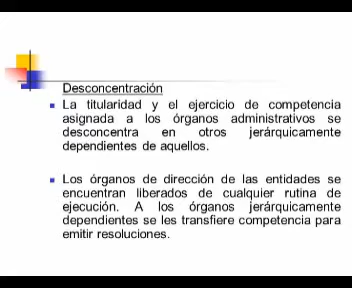 Desconcentración
La titularidad y el ejercicio de competencia
asignada a los órganos administrativos se
desconcentra en otros jerárquicamente
dependientes de aquellos.
Los órganos de dirección de las entidades se
encuentran liberados de cualquier rutina de
ejecución. A los órganos jerárquicamente
dependientes se les transfiere competencia para
emitir resoluciones.